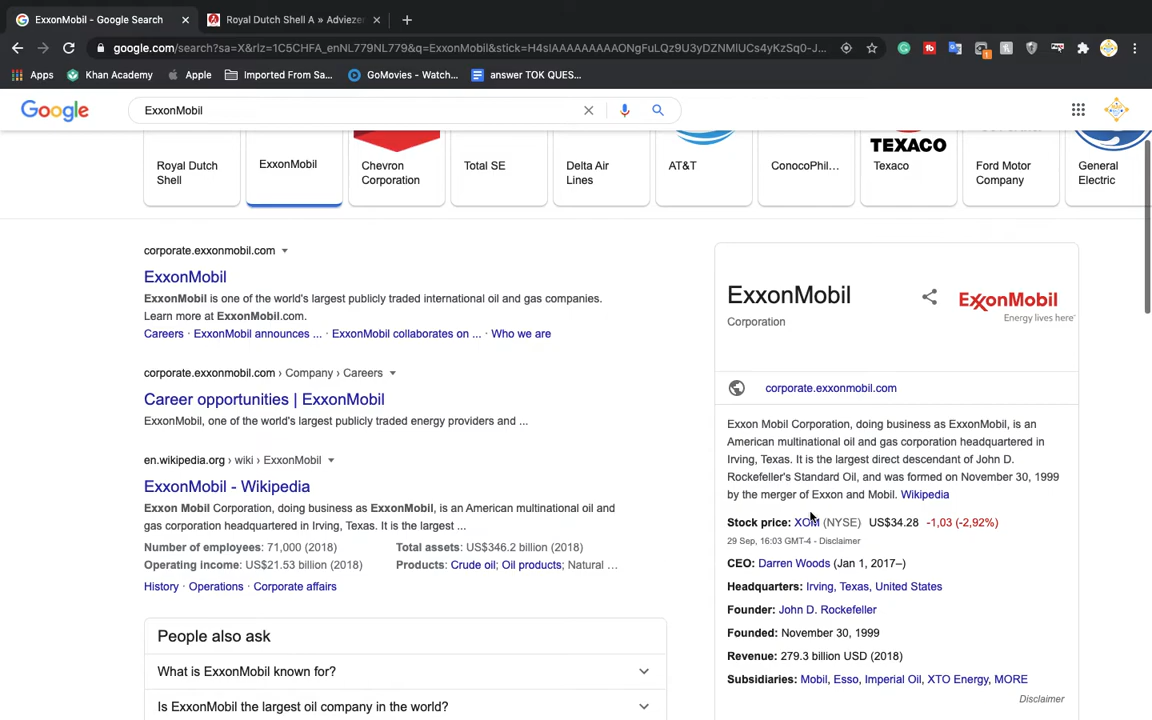 ExxonMobil - Google Search
Royal Dutch Shell A » Adviezen
google.com/search?sa=X&rlz=1C5CHFA_enNL779NL779&q=ExxonMobil&stick=H4sIAAAAAAAAAONgFuLQz9U3yDZNMlUCs4yKzSq0-J...
Apps
Khan Academy
Apple
Imported From Sa...
GoMovies - Watch...
answer TOK QUES...
Google
ExxonMobil
TEXACO
Royal Dutch Shell
ExxonMobil
Chevron Corporation
Total SE
Delta Air Lines
AT&T
ConocoPhil...
Texaco
Ford Motor Company
General Electric
corporate.exxonmobil.com
ExxonMobil
ExxonMobil is one of the world's largest publicly traded international oil and gas companies.
Learn more at ExxonMobil.com.
Careers · ExxonMobil announces ... · ExxonMobil collaborates on ... · Who we are
corporate.exxonmobil.com › Company › Careers
Career opportunities | ExxonMobil
ExxonMobil, one of the world's largest publicly traded energy providers and ...
en.wikipedia.org › wiki › ExxonMobil
ExxonMobil - Wikipedia
Exxon Mobil Corporation, doing business as ExxonMobil, is an American multinational oil and
gas corporation headquartered in Irving, Texas. It is the largest ...
Number of employees: 71,000 (2018) Total assets: US$346.2 billion (2018)
Operating income: US$21.53 billion (2018) Products: Crude oil; Oil products; Natural ...
History · Operations · Corporate affairs
People also ask
What is ExxonMobil known for?
Is ExxonMobil the largest oil company in the world?
ExxonMobil
Corporation
ExxonMobil
Energy lives here
corporate.exxonmobil.com
Exxon Mobil Corporation, doing business as ExxonMobil, is an
American multinational oil and gas corporation headquartered in
Irving, Texas. It is the largest direct descendant of John D.
Rockefeller's Standard Oil, and was formed on November 30, 1999
by the merger of Exxon and Mobil. Wikipedia
Stock price: XOM (NYSE) US$34.28 -1,03 (-2,92%)
29 Sep, 16:03 GMT-4 - Disclaimer
CEO: Darren Woods (Jan 1, 2017–)
Headquarters: Irving, Texas, United States
Founder: John D. Rockefeller
Founded: November 30, 1999
Revenue: 279.3 billion USD (2018)
Subsidiaries: Mobil, Esso, Imperial Oil, XTO Energy, MORE
Disclaimer